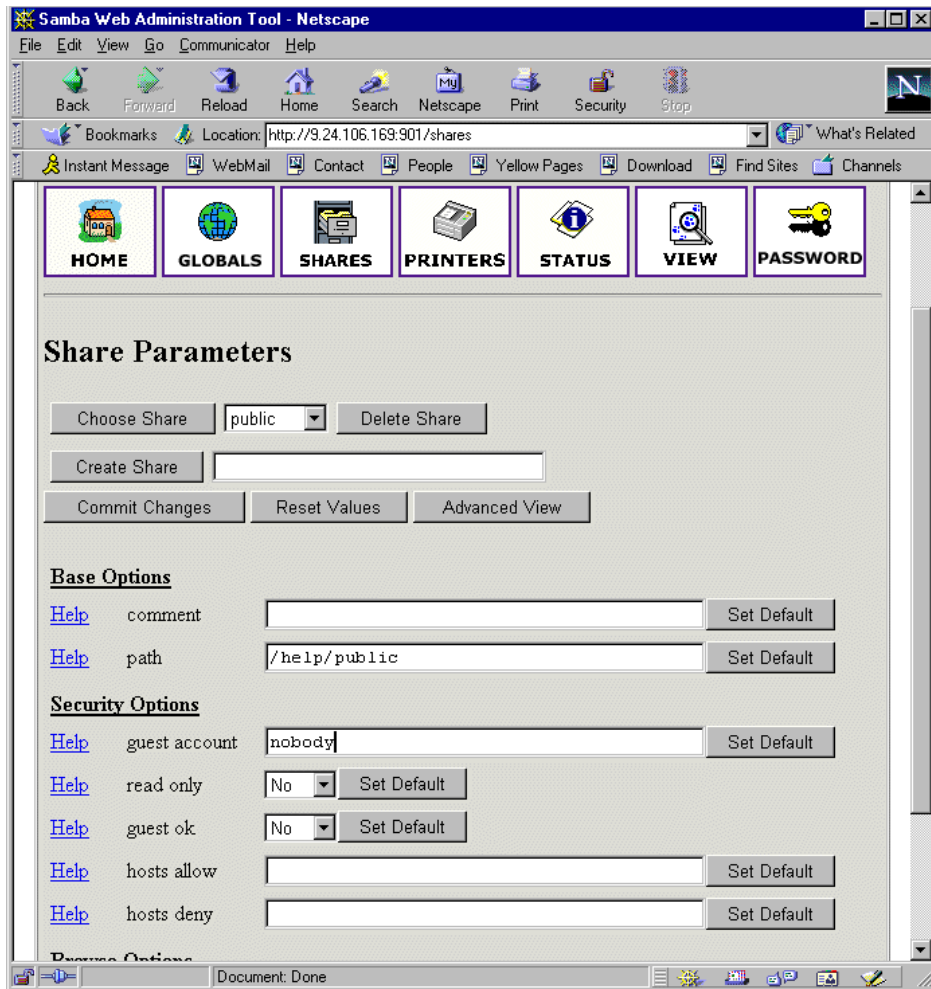 Samba Web Administration Tool - Netscape
File Edit View Go Communicator Help
Back Forward Reload Home Search My Netscape Print Security Stop N
Bookmarks Location: http://9.24.106.169:901/shares What's Related
Instant Message WebMail Contact People Yellow Pages Download Find Sites Channels
HOME GLOBALS SHARES PRINTERS STATUS VIEW PASSWORD
Share Parameters
Choose Share public Delete Share
Create Share
Commit Changes Reset Values Advanced View
Base Options
Help comment Set Default
Help path /help/public Set Default
Security Options
Help guest account nobody Set Default
Help read only No Set Default
Help guest ok No Set Default
Help hosts allow Set Default
Help hosts deny Set Default
Browse Options
Document: Done